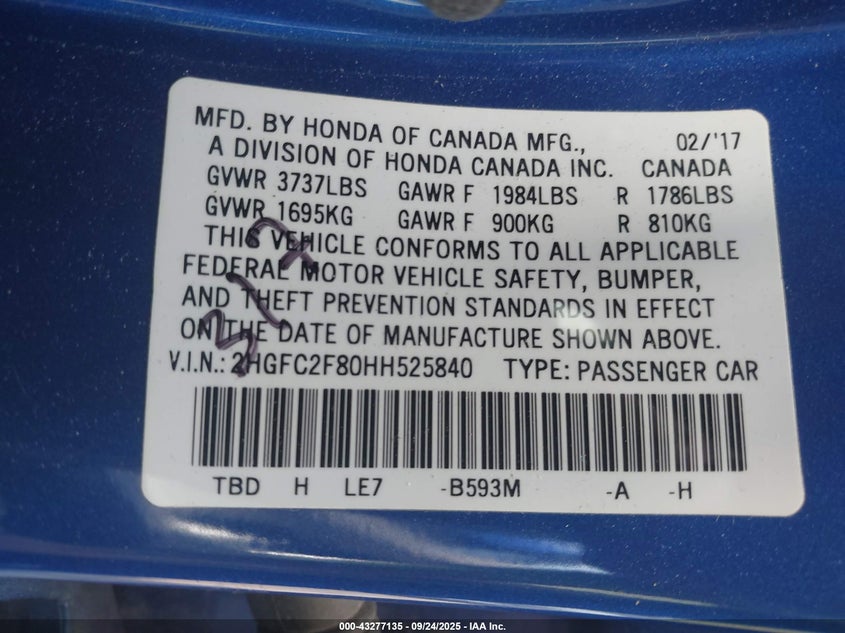 MFD. BY HONDA OF CANADA MFG., 02/'17
A DIVISION OF HONDA CANADA INC. CANADA
GVWR 3737LBS GAWR F 1984LBS R 1786LBS
GVWR 1695KG GAWR F 900KG R 810KG
THIS VEHICLE CONFORMS TO ALL APPLICABLE
FEDERAL MOTOR VEHICLE SAFETY, BUMPER,
AND THEFT PREVENTION STANDARDS IN EFFECT
ON THE DATE OF MANUFACTURE SHOWN ABOVE.
V.I.N.: 2HGFC2F80HH525840 TYPE: PASSENGER CAR
TBD H LE7 -B593M -A -H
000-43277135 - 09/24/2025 - IAA Inc.